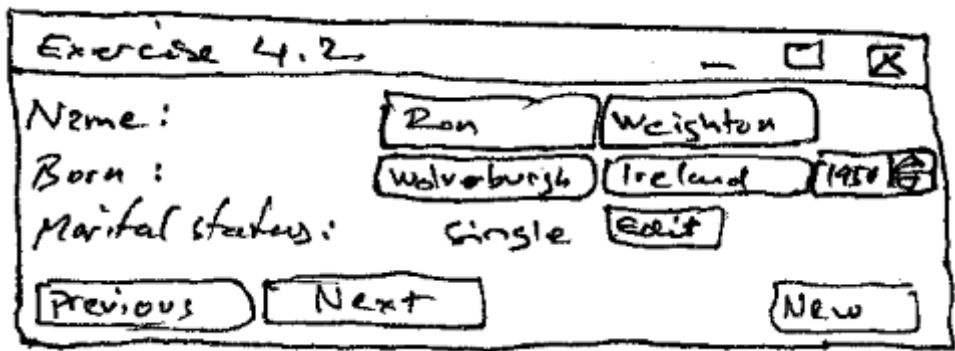 Exercise 4.2
Name: Ron Weighton
Born: Wolverburgh Ireland 1950
Marital status: single Edit
Previous Next New